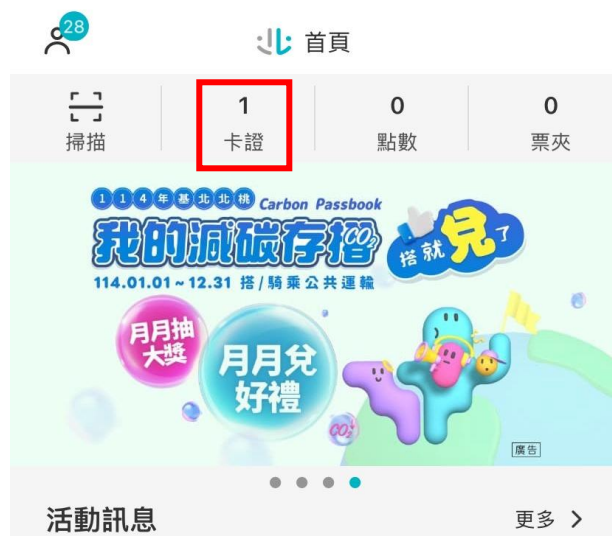 28
北 首頁
1 0 0
掃描 卡證 點數 票夾
114年基北北桃 Carbon Passbook
我的減碳存摺 CO2
搭就兌了
114.01.01~12.31 搭/騎乘公共運輸
月月抽
大獎
月月兌
好禮
CO2
廣告
活動訊息 更多